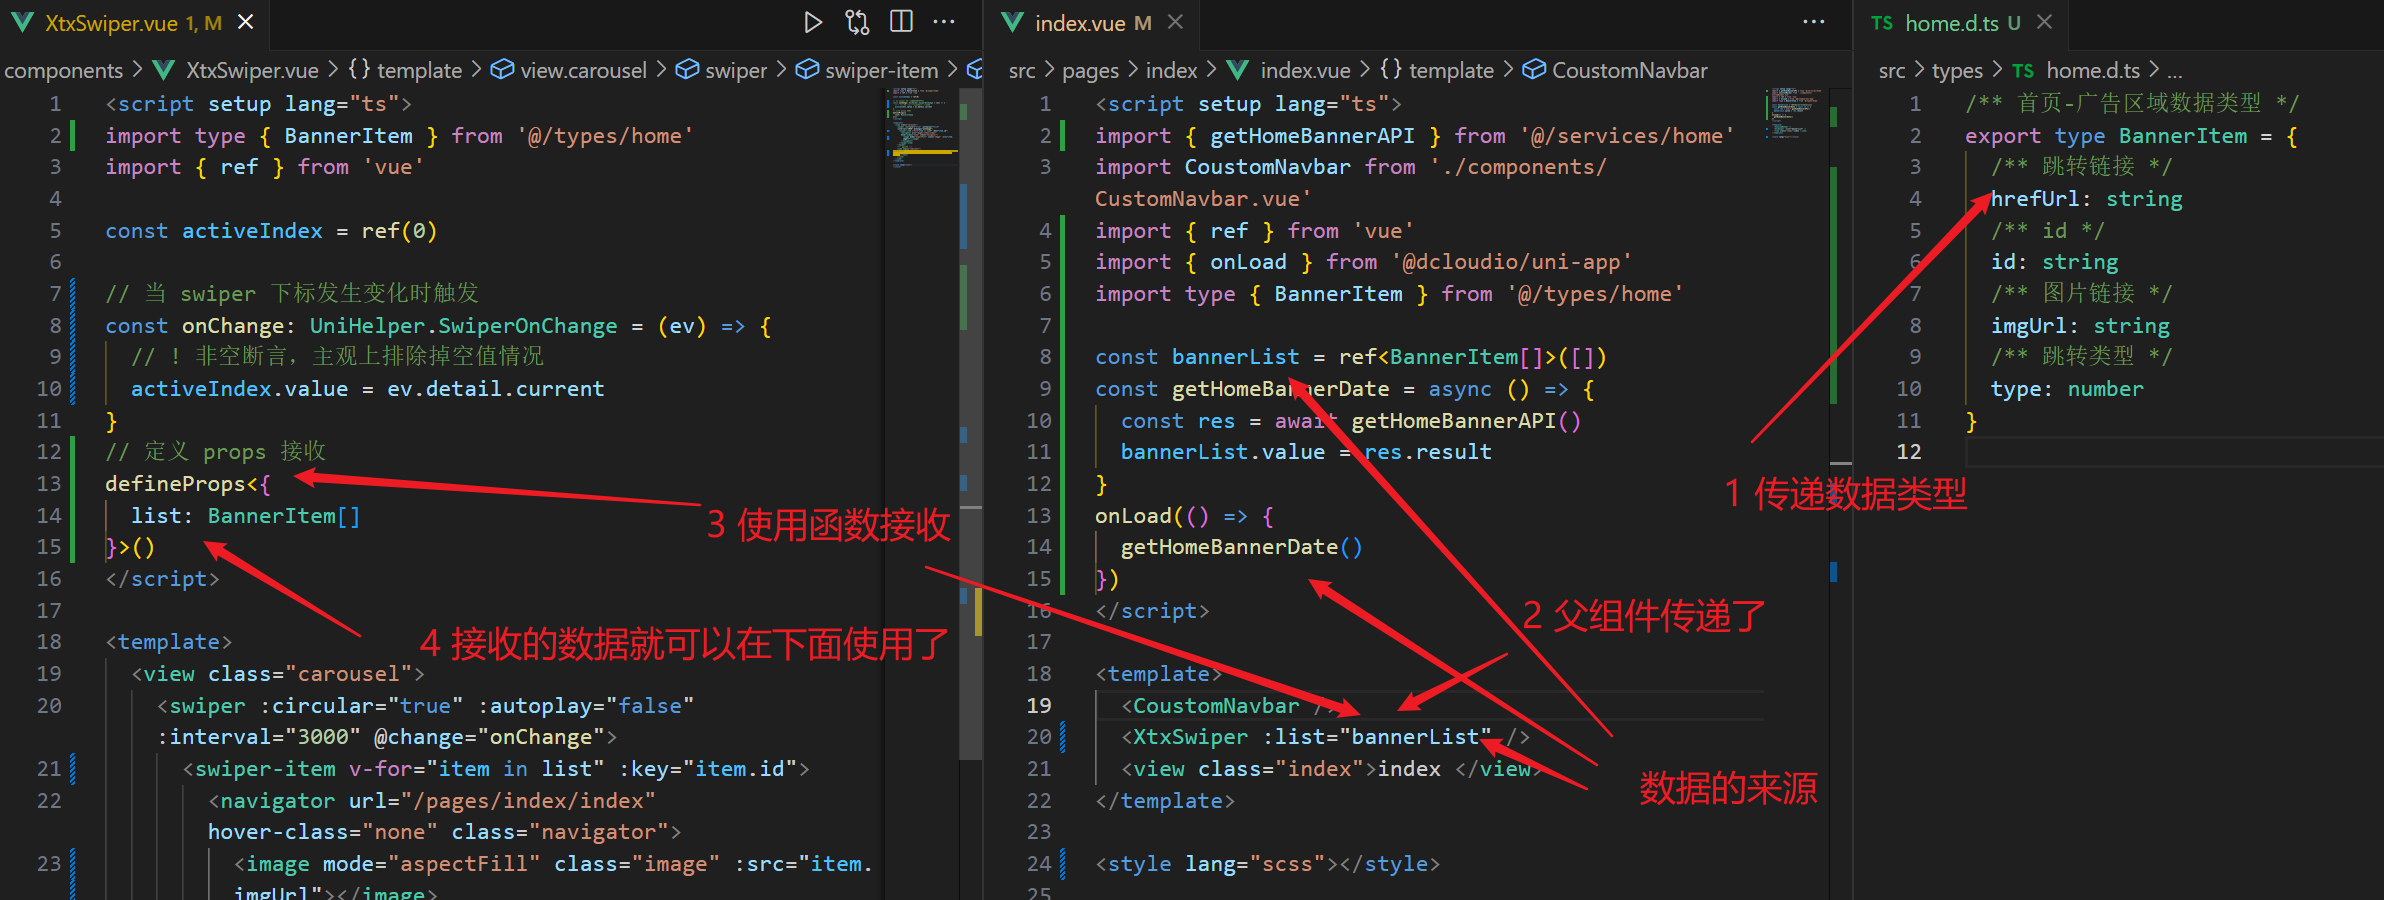 XtxSwiper.vue 1, M
components > XtxSwiper.vue > {} template > view.carousel > swiper > swiper-item >
1 <script setup lang="ts">
2 import type { BannerItem } from '@/types/home'
3 import { ref } from 'vue'
4
5 const activeIndex = ref(0)
6
7 // 当 swiper 下标发生变化时触发
8 const onChange: UniHelper.SwiperOnChange = (ev) => {
9 // ! 非空断言，主观上排除掉空值情况
10 activeIndex.value = ev.detail.current
11 }
12 // 定义 props 接收
13 defineProps<{
14 list: BannerItem[]
15 }>()
16 </script>
17
18 <template>
19 <view class="carousel">
20 <swiper :circular="true" :autoplay="false"
:interval="3000" @change="onChange">
21 <swiper-item v-for="item in list" :key="item.id">
22 <navigator url="/pages/index/index"
hover-class="none" class="navigator">
23 <image mode="aspectFill" class="image" :src="item.
imgUrl"></image>
3 使用函数接收
4 接收的数据就可以在下面使用了
index.vue M
src > pages > index > index.vue > {} template > CoustomNavbar
1 <script setup lang="ts">
2 import { getHomeBannerAPI } from '@/services/home'
3 import CoustomNavbar from './components/
CustomNavbar.vue'
4 import { ref } from 'vue'
5 import { onLoad } from '@dcloudio/uni-app'
6 import type { BannerItem } from '@/types/home'
7
8 const bannerList = ref<BannerItem[]>([])
9 const getHomeBannerDate = async () => {
10 const res = await getHomeBannerAPI()
11 bannerList.value = res.result
12 }
13 onLoad(() => {
14 getHomeBannerDate()
15 })
16 </script>
17
18 <template>
19 <CoustomNavbar />
20 <XtxSwiper :list="bannerList" />
21 <view class="index">index </view>
22 </template>
23
24 <style lang="scss"></style>
25
2 父组件传递了
数据的来源
TS home.d.ts U
src > types > TS home.d.ts > ...
1 /** 首页-广告区域数据类型 */
2 export type BannerItem = {
3 /** 跳转链接 */
4 hrefUrl: string
5 /** id */
6 id: string
7 /** 图片链接 */
8 imgUrl: string
9 /** 跳转类型 */
10 type: number
11 }
12
1 传递数据类型